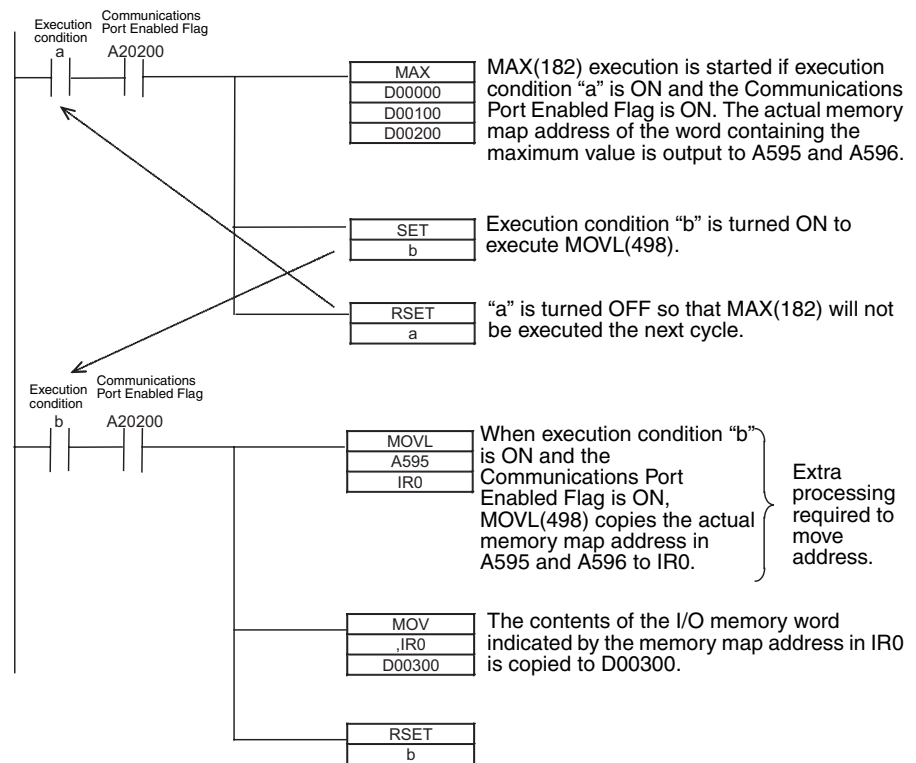 Execution
condition
a
Communications
Port Enabled Flag
A20200
MAX
D00000
D00100
D00200
MAX(182) execution is started if execution
condition “a” is ON and the Communications
Port Enabled Flag is ON. The actual memory
map address of the word containing the
maximum value is output to A595 and A596.
SET
b
Execution condition “b” is turned ON to
execute MOVL(498).
RSET
a
“a” is turned OFF so that MAX(182) will not
be executed the next cycle.
Execution
condition
b
Communications
Port Enabled Flag
A20200
MOVL
A595
IR0
When execution condition “b”
is ON and the
Communications Port
Enabled Flag is ON,
MOVL(498) copies the actual
memory map address in
A595 and A596 to IR0.
Extra
processing
required to
move
address.
MOV
,IR0
D00300
The contents of the I/O memory word
indicated by the memory map address in IR0
is copied to D00300.
RSET
b